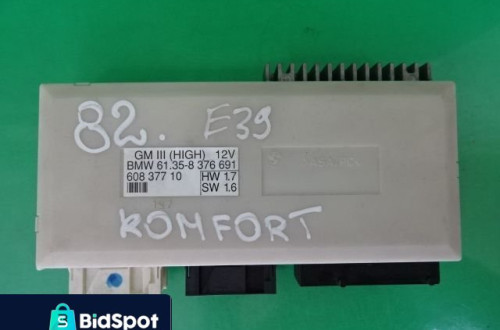 82. E39
GM III (HIGH) 12V
BMW 61.35-8 376 691
608 377 10
HW 1.7
SW 1.6
KOMFORT
BidSpot